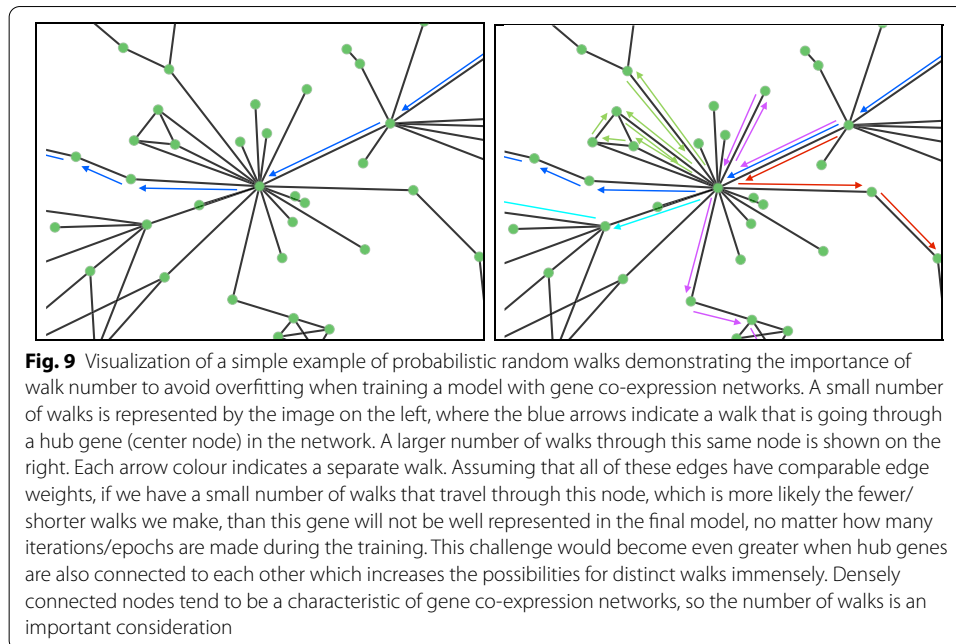 Fig. 9 Visualization of a simple example of probabilistic random walks demonstrating the importance of
walk number to avoid overfitting when training a model with gene co-expression networks. A small number
of walks is represented by the image on the left, where the blue arrows indicate a walk that is going through
a hub gene (center node) in the network. A larger number of walks through this same node is shown on the
right. Each arrow colour indicates a separate walk. Assuming that all of these edges have comparable edge
weights, if we have a small number of walks that travel through this node, which is more likely the fewer/
shorter walks we make, than this gene will not be well represented in the final model, no matter how many
iterations/epochs are made during the training. This challenge would become even greater when hub genes
are also connected to each other which increases the possibilities for distinct walks immensely. Densely
connected nodes tend to be a characteristic of gene co-expression networks, so the number of walks is an
important consideration